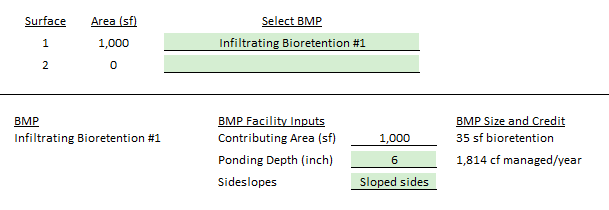 Surface Area (sf) Select BMP
1 1,000 Infiltrating Bioretention #1
2 0
BMP BMP Facility Inputs BMP Size and Credit
Infiltrating Bioretention #1 Contributing Area (sf) 1,000 35 sf bioretention
Ponding Depth (inch) 6 1,814 cf managed/year
Sideslopes Sloped sides